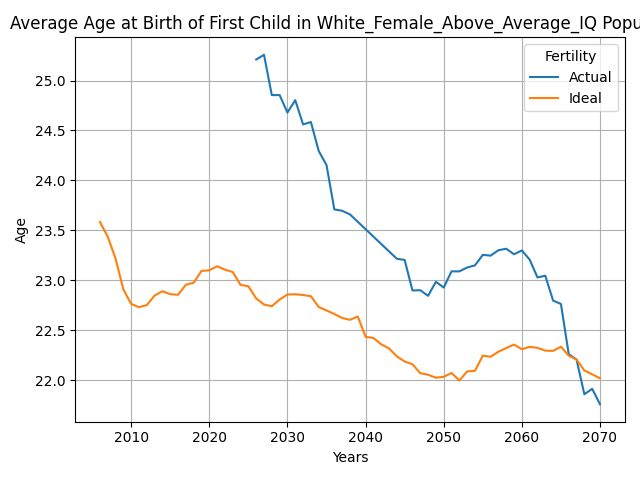 Average Age at Birth of First Child in White_Female_Above_Average_IQ Popu
Fertility
Actual
Ideal
25.0
24.5
24.0
23.5
23.0
22.5
22.0
Age
2010 2020 2030 2040 2050 2060 2070
Years